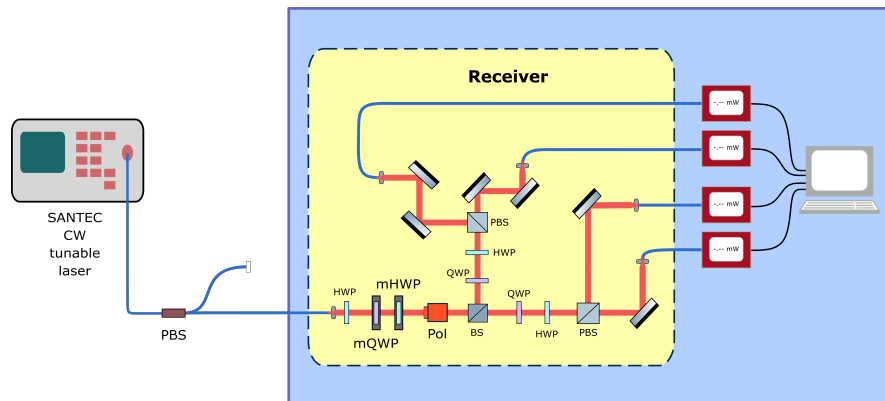 Receiver
-.-- mW
-.-- mW
-.-- mW
-.-- mW
SANTEC
CW
tunable
laser
PBS
HWP
mQWP
mHWP
Pol
BS
QWP
HWP
PBS
QWP
HWP
PBS